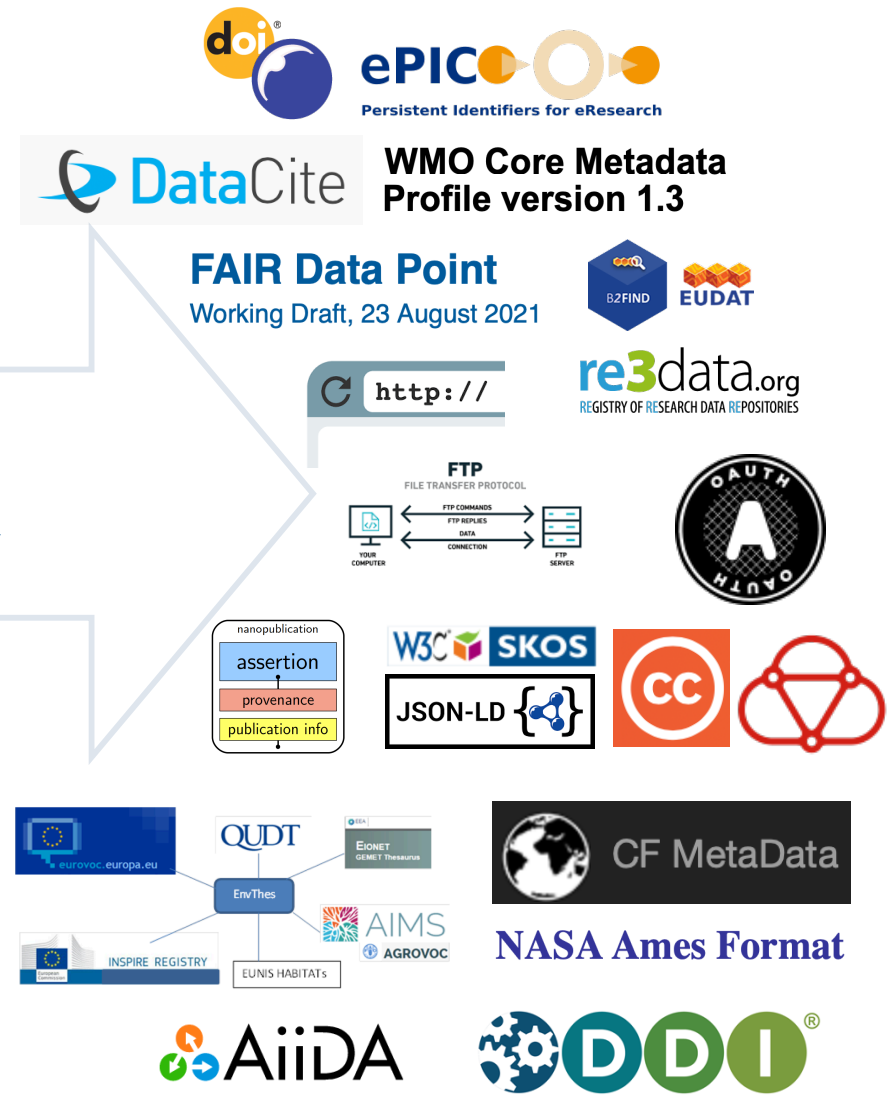 doi®
ePIC
Persistent Identifiers for eResearch
DataCite
WMO Core Metadata
Profile version 1.3
FAIR Data Point
Working Draft, 23 August 2021
B2FIND
EUDAT
http://
re3data.org
REGISTRY OF RESEARCH DATA REPOSITORIES
FTP
FILE TRANSFER PROTOCOL
FTP COMMANDS
FTP REPLIES
DATA
CONNECTION
YOUR
COMPUTER
FTP
SERVER
OAUTH
A
OAUTH
nanopublication
assertion
provenance
publication info
W3C® SKOS
JSON-LD
cc
eurovoc.europa.eu
QUDT
EEA
EIONET
GEMET Thesaurus
EnvThes
AIMS
AGROVOC
European
Commission
INSPIRE REGISTRY
EUNIS HABITATs
CF MetaData
NASA Ames Format
AiiDA
DDI®